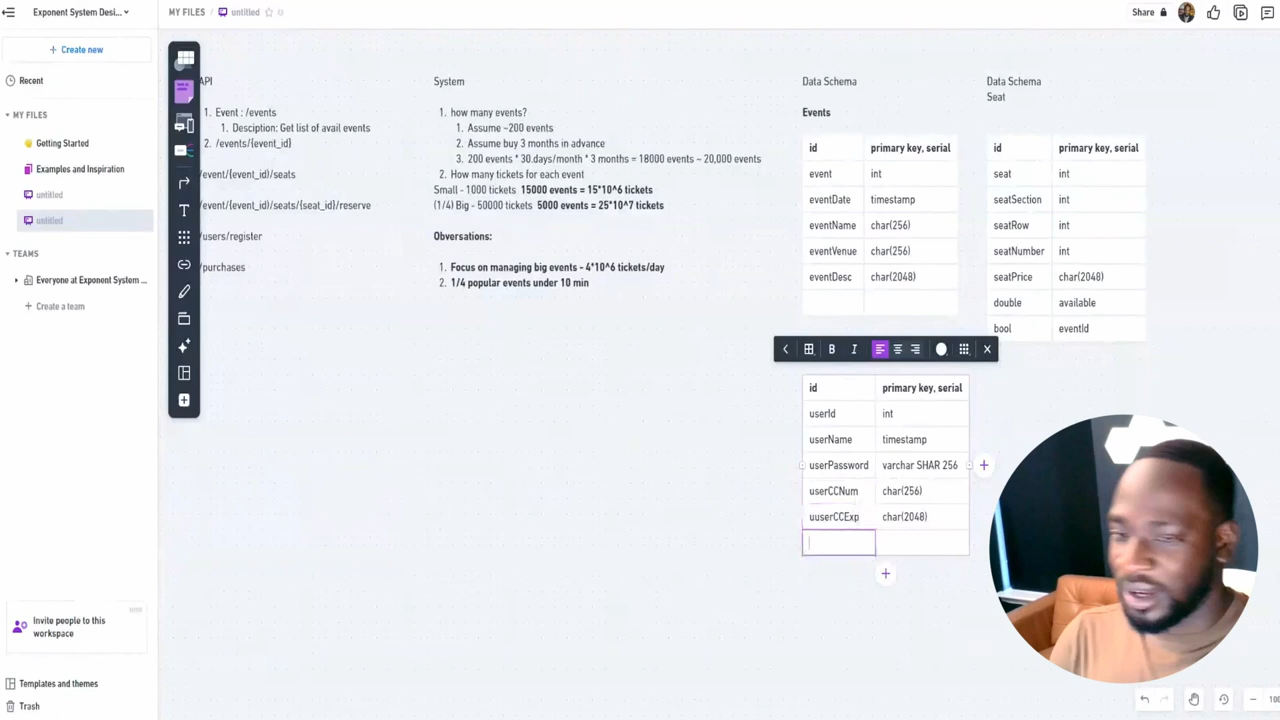 Exponent System Desi...
MY FILES / untitled
Share
+ Create new
Recent
MY FILES
Getting Started
Examples and Inspiration
untitled
untitled
TEAMS
Everyone at Exponent System ...
+ Create a team
Invite people to this
workspace
Templates and themes
Trash
API
1. Event : /events
1. Desciption: Get list of avail events
2. /events/{event_id}
/event/{event_id}/seats
/event/{event_id}/seats/{seat_id}/reserve
/users/register
/purchases
System
1. how many events?
1. Assume ~200 events
2. Assume buy 3 months in advance
3. 200 events * 30.days/month * 3 months = 18000 events ~ 20,000 events
2. How many tickets for each event
Small - 1000 tickets 15000 events = 15*10^6 tickets
(1/4) Big - 50000 tickets 5000 events = 25*10^7 tickets
Obversations:
1. Focus on managing big events - 4*10^6 tickets/day
2. 1/4 popular events under 10 min
Data Schema
Events
id primary key, serial
event int
eventDate timestamp
eventName char(256)
eventVenue char(256)
eventDesc char(2048)
Data Schema
Seat
id primary key, serial
seat int
seatSection int
seatRow int
seatNumber int
seatPrice char(2048)
double available
bool eventId
B I
id primary key, serial
userId int
userName timestamp
userPassword varchar SHAR 256
userCCNum char(256)
uuserCCExp char(2048)
100